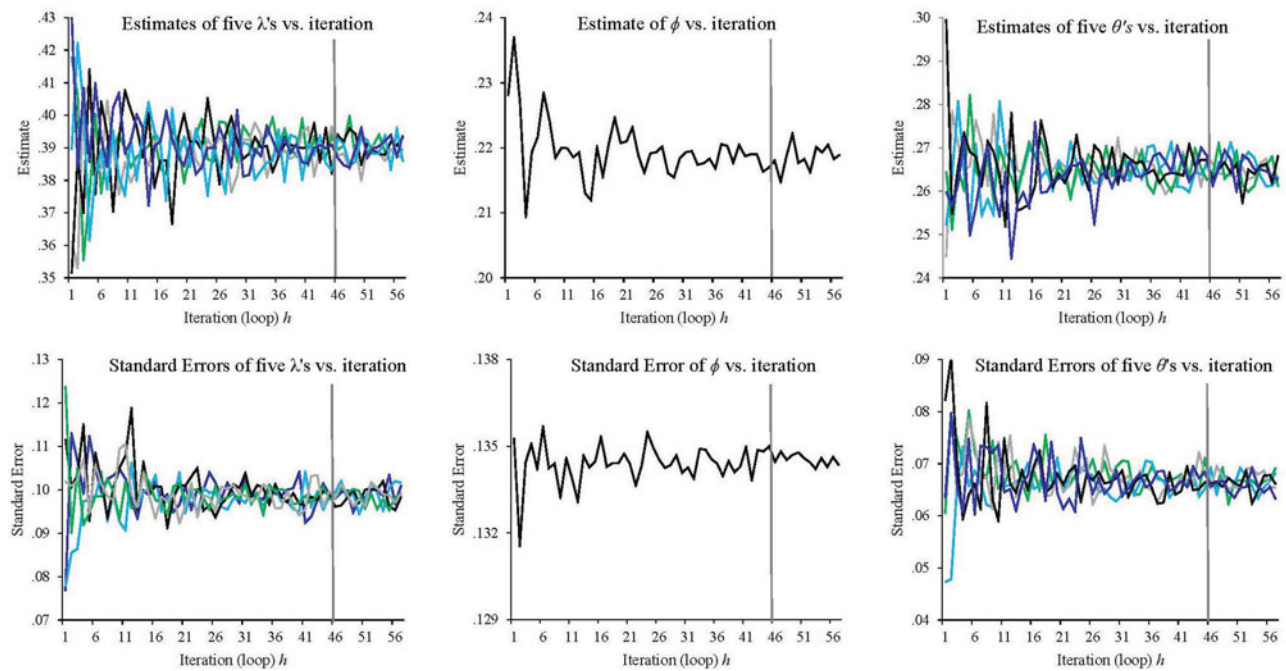 Estimates of five λ's vs. iteration
.43
.42
.41
.40
.39
.38
.37
.36
.35
Estimate
1 6 11 16 21 26 31 36 41 46 51 56
Iteration (loop) h
Estimate of ϕ vs. iteration
.24
.23
.22
.21
.20
Estimate
1 6 11 16 21 26 31 36 41 46 51 56
Iteration (loop) h
Estimates of five θ's vs. iteration
.30
.29
.28
.27
.26
.25
.24
Estimate
1 6 11 16 21 26 31 36 41 46 51 56
Iteration (loop) h
Standard Errors of five λ's vs. iteration
.13
.12
.11
.10
.09
.08
.07
Standard Error
1 6 11 16 21 26 31 36 41 46 51 56
Iteration (loop) h
Standard Error of ϕ vs. iteration
.138
.135
.132
.129
Standard Error
1 6 11 16 21 26 31 36 41 46 51 56
Iteration (loop) h
Standard Errors of five θ's vs. iteration
.09
.08
.07
.06
.05
.04
Standard Error
1 6 11 16 21 26 31 36 41 46 51 56
Iteration (loop) h